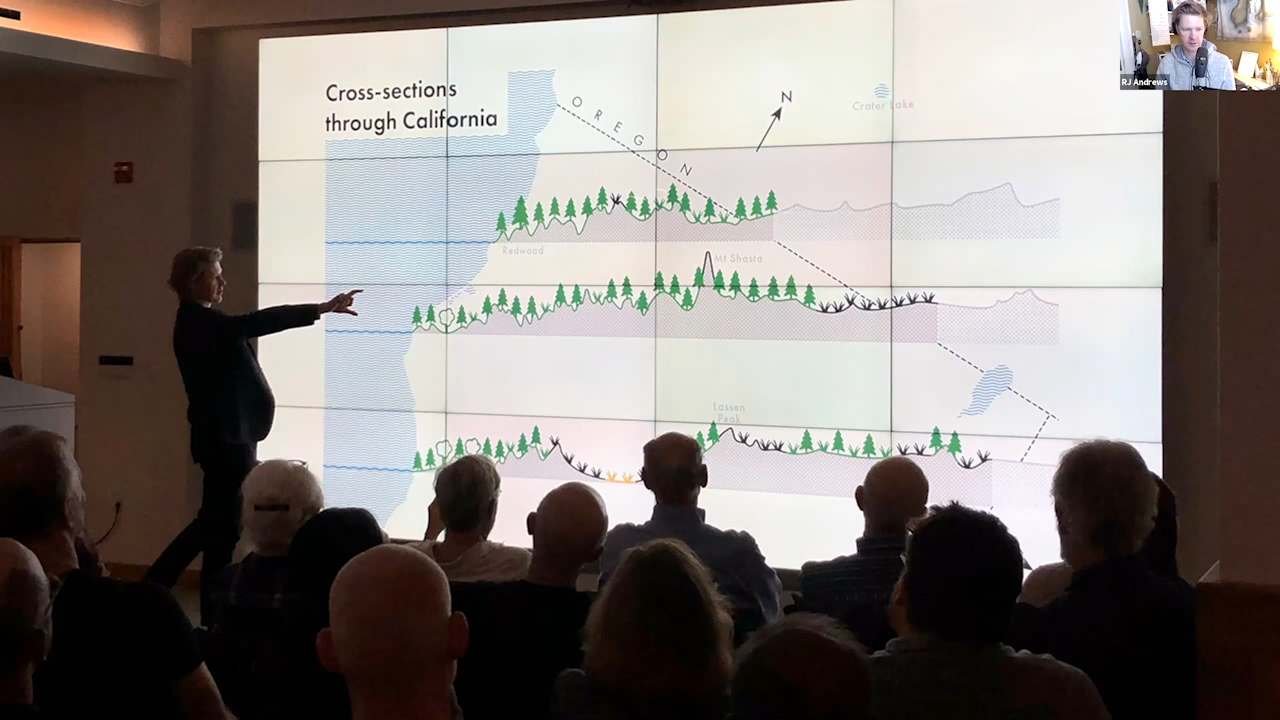 RJ Andrews
Cross-sections
through California
OREGON
N
Crater Lake
Redwood
Mt Shasta
Lassen
Peak